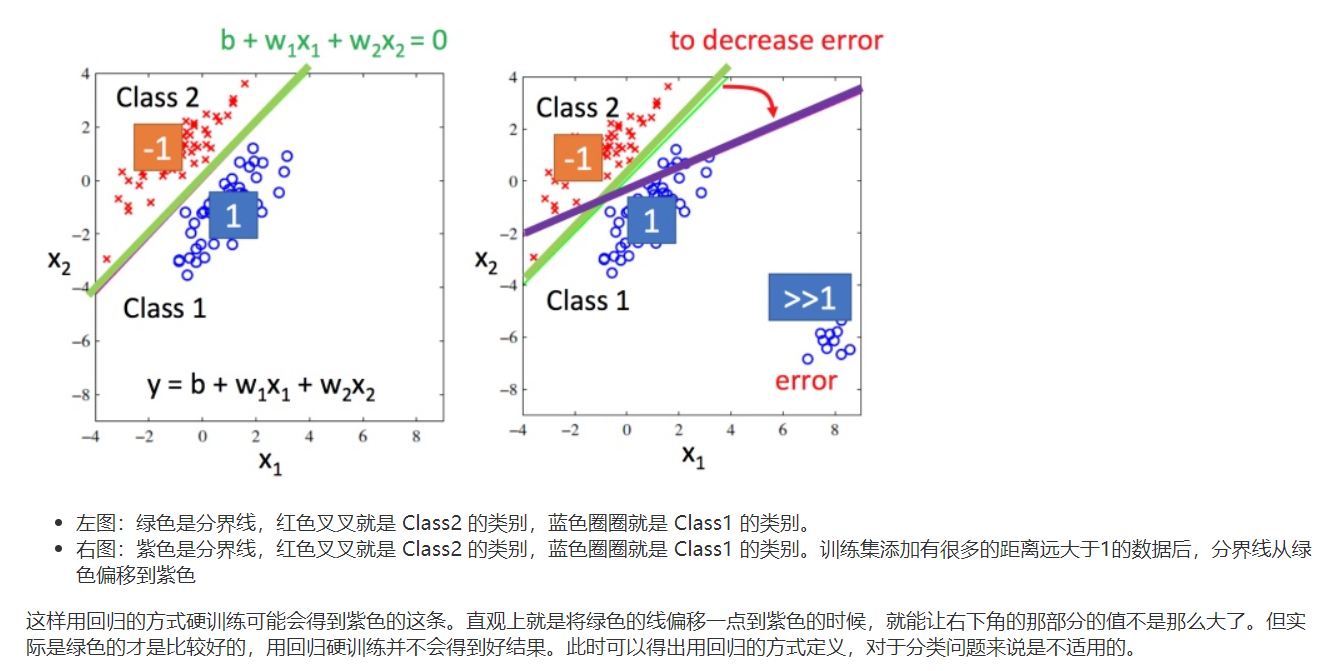 b + w₁x₁ + w₂x₂ = 0
Class 2
-1
1
Class 1
y = b + w₁x₁ + w₂x₂
4
2
0
−2
−4
−6
−8
x₂
−4 −2 0 2 4 6 8
x₁
to decrease error
Class 2
-1
1
Class 1
>>1
error
4
2
0
−2
−4
−6
−8
x₂
−4 −2 0 2 4 6 8
x₁
• 左图：绿色是分界线，红色叉叉就是 Class2 的类别，蓝色圈圈就是 Class1 的类别。
• 右图：紫色是分界线，红色叉叉就是 Class2 的类别，蓝色圈圈就是 Class1 的类别。训练集添加有很多的距离远大于1的数据后，分界线从绿
色偏移到紫色
这样用回归的方式硬训练可能会得到紫色的这条。直观上就是将绿色的线偏移一点到紫色的时候，就能让右下角的那部分的值不是那么大了。但实
际是绿色的才是比较好的，用回归硬训练并不会得到好结果。此时可以得出用回归的方式定义，对于分类问题来说是不适用的。